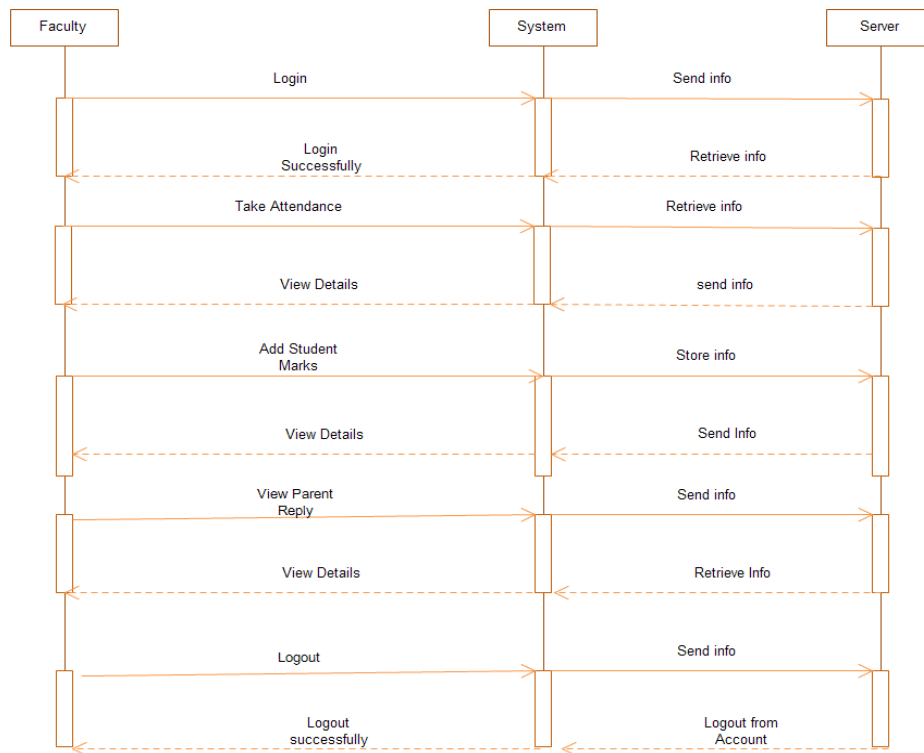 Faculty
System
Server
Login
Send info
Login
Successfully
Retrieve info
Take Attendance
Retrieve info
View Details
send info
Add Student
Marks
Store info
View Details
Send Info
View Parent
Reply
Send info
View Details
Retrieve Info
Logout
Send info
Logout
successfully
Logout from
Account